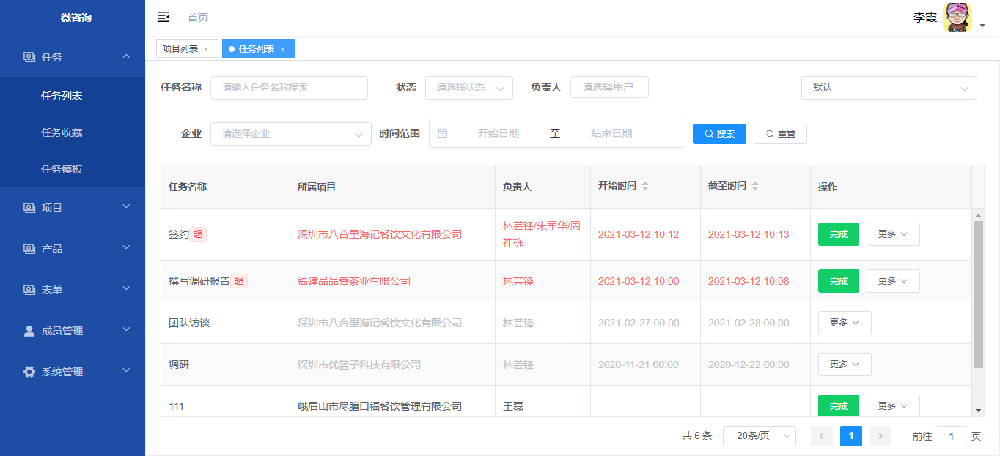 微咨询
任务
任务列表
任务收藏
任务模板
项目
产品
表单
成员管理
系统管理
首页
李霞
项目列表 ×
任务列表 ×
任务名称 请输入任务名称搜索 状态 请选择状态 负责人 请选择用户 默认
企业 请选择企业 时间范围 开始日期 至 结束日期 搜索 重置
任务名称 所属项目 负责人 开始时间 截至时间 操作
签约 超 深圳市八合里海记餐饮文化有限公司 林芸锋/朱军华/周 2021-03-12 10:12 2021-03-12 10:13 完成 更多
祚栋
撰写调研报告 超 福建品品香茶业有限公司 林芸锋 2021-03-12 10:00 2021-03-12 10:08 完成 更多
团队访谈 深圳市八合里海记餐饮文化有限公司 林芸锋 2021-02-27 00:00 2021-02-28 00:00 更多
调研 深圳市优篮子科技有限公司 林芸锋 2020-11-21 00:00 2020-12-22 00:00 更多
111 峨眉山市尽膳口福餐饮管理有限公司 王磊 完成 更多
共 6 条 20条/页 1 前往 1 页